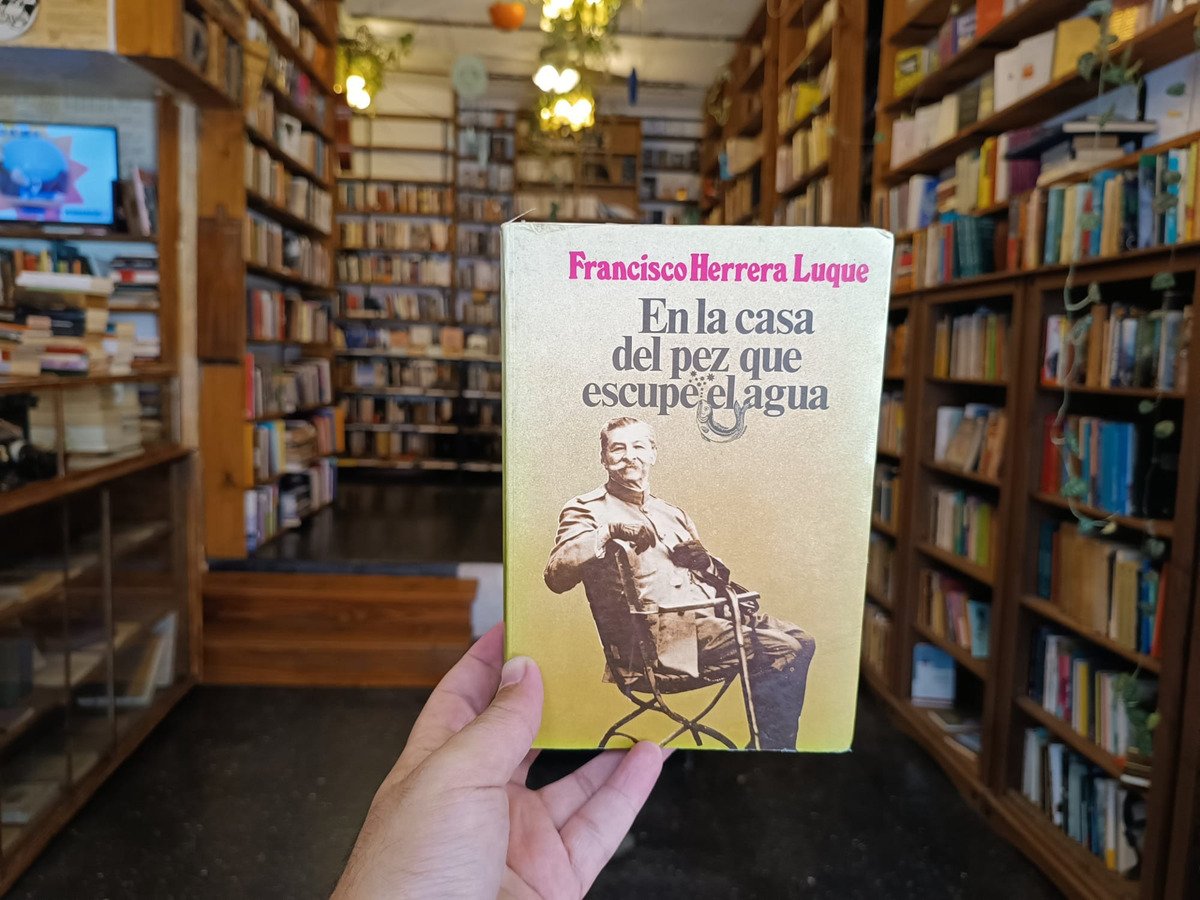 Francisco Herrera Luque
En la casa
del pez que
escupe el agua